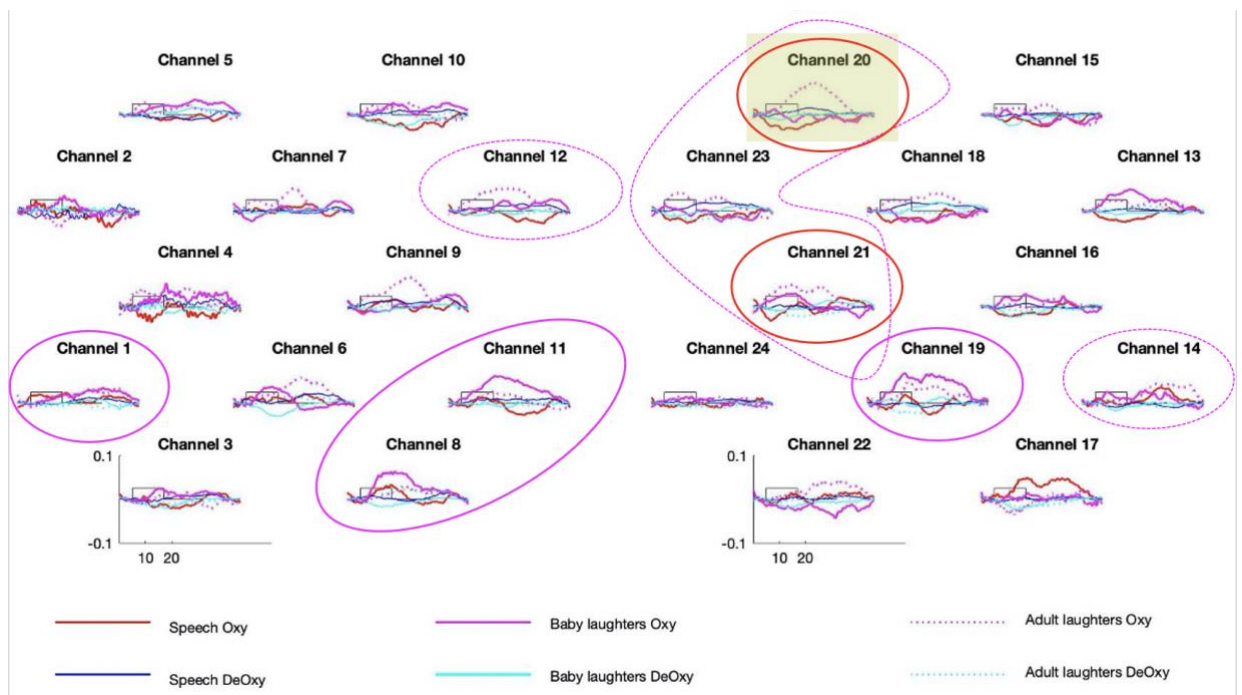 Channel 5 Channel 10 Channel 20 Channel 15
Channel 2 Channel 7 Channel 12 Channel 23 Channel 18 Channel 13
Channel 4 Channel 9 Channel 21 Channel 16
Channel 1 Channel 6 Channel 11 Channel 24 Channel 19 Channel 14
Channel 3 Channel 8 Channel 22 Channel 17
0.1 0.1
-0.1 -0.1
10 20 10 20
Speech Oxy Baby laughters Oxy Adult laughters Oxy
Speech DeOxy Baby laughters DeOxy Adult laughters DeOxy